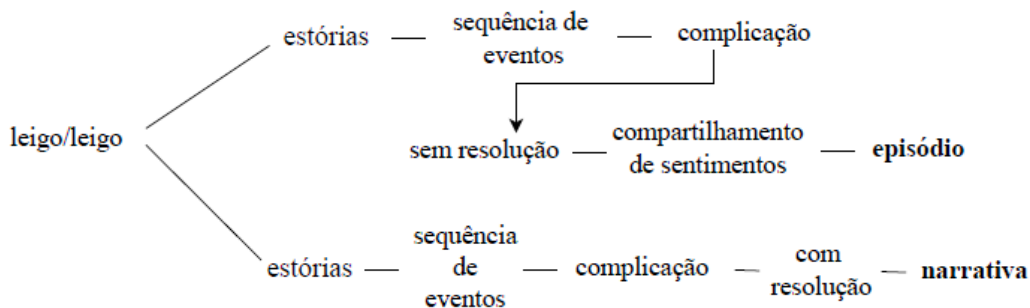 estórias
sequência de
eventos
complicação
leigo/leigo
sem resolução
compartilhamento
de sentimentos
episódio
estórias
sequência
de
eventos
complicação
com
resolução
narrativa